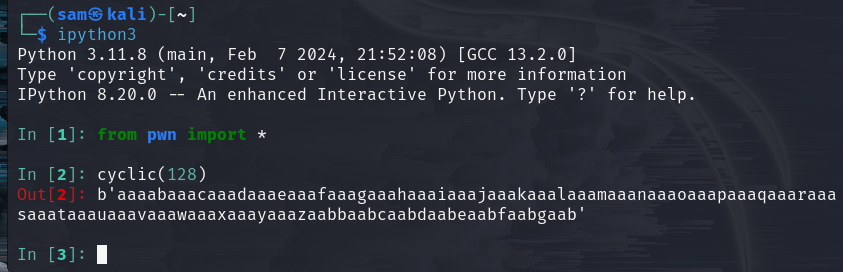 ┌──(sam㉿kali)-[~]
└─$ ipython3
Python 3.11.8 (main, Feb  7 2024, 21:52:08) [GCC 13.2.0]
Type 'copyright', 'credits' or 'license' for more information
IPython 8.20.0 -- An enhanced Interactive Python. Type '?' for help.
In [1]: from pwn import *
In [2]: cyclic(128)
Out[2]: b'aaaabaaacaaadaaaeaaafaaagaaahaaaiaaajaaakaaalaaamaaanaaaoaaapaaaqaaaraaa
saaataaauaaavaaawaaaxaaayaaazaabbaabcaabdaabeaabfaabgaab'
In [3]: